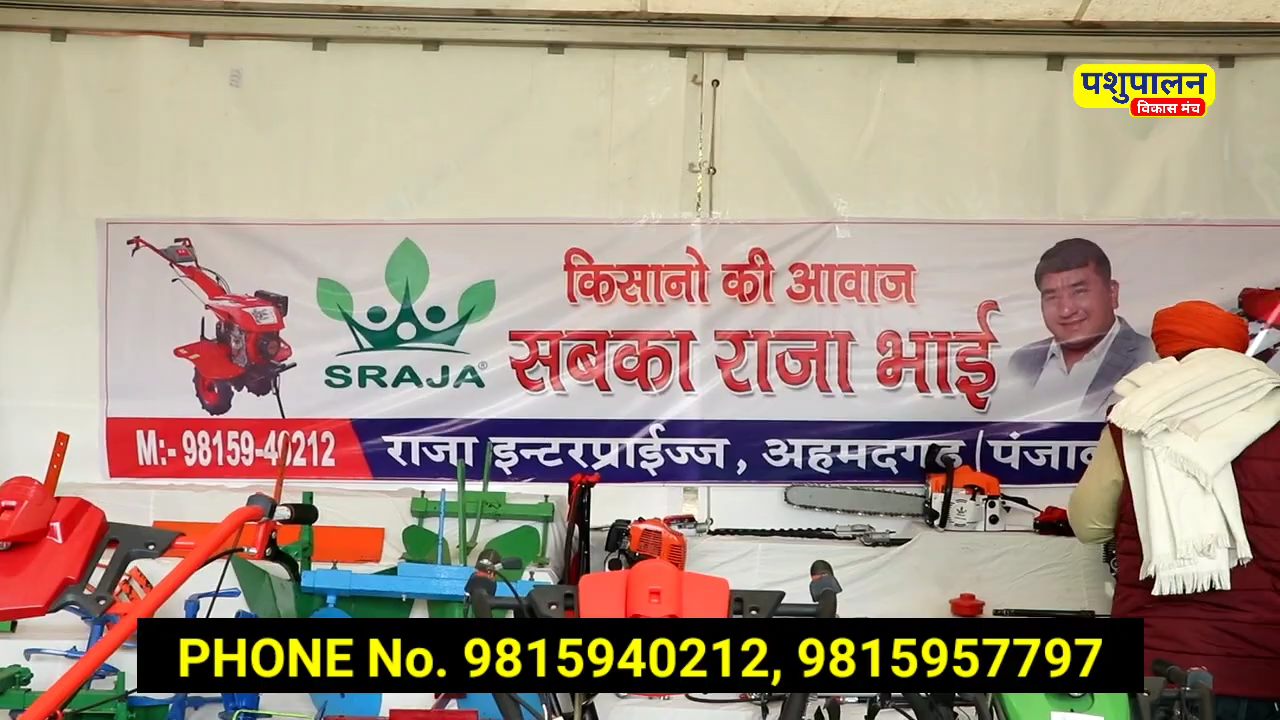 पशुपालन
विकास मंच
किसानो की आवाज
SRAJA®
सबका राजा भाई
M:- 98159-40212
राजा इन्टरप्राईज्ज, अहमदगढ़ (पंजाब
PHONE No. 9815940212, 9815957797